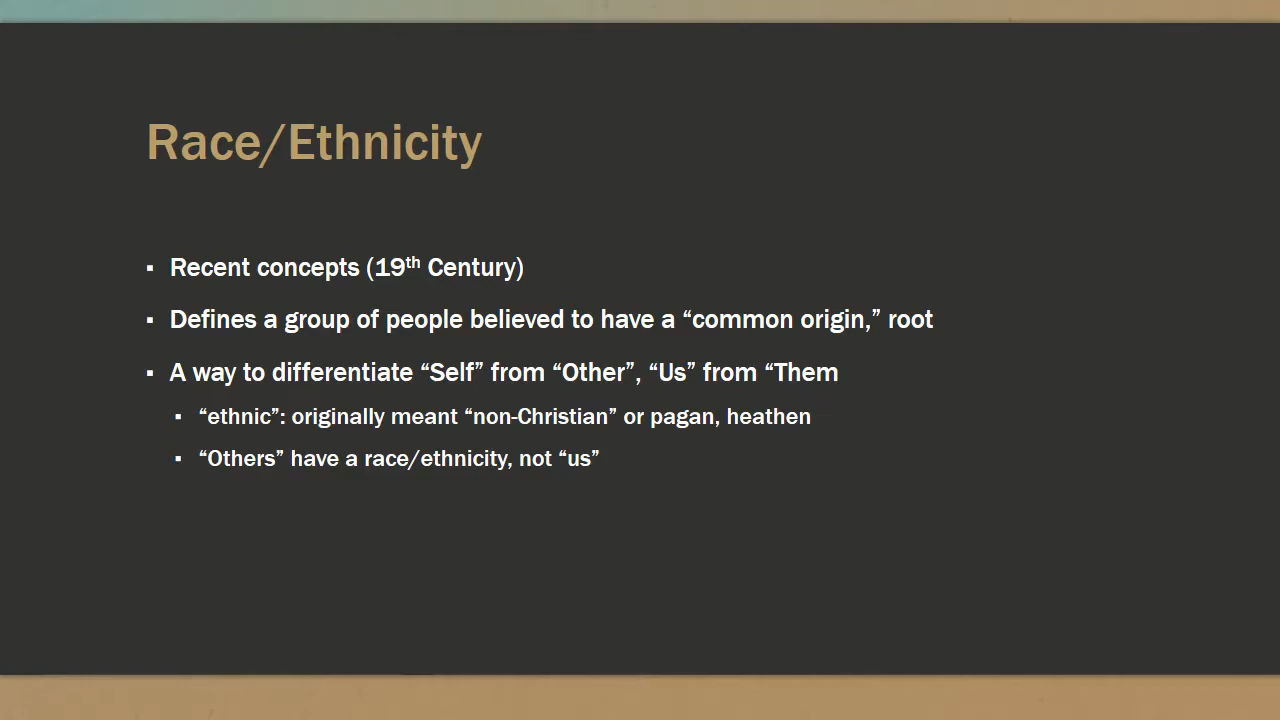 Race/Ethnicity
▪ Recent concepts (19th Century)
▪ Defines a group of people believed to have a “common origin,” root
▪ A way to differentiate “Self” from “Other”, “Us” from “Them
▪ “ethnic”: originally meant “non-Christian” or pagan, heathen
▪ “Others” have a race/ethnicity, not “us”